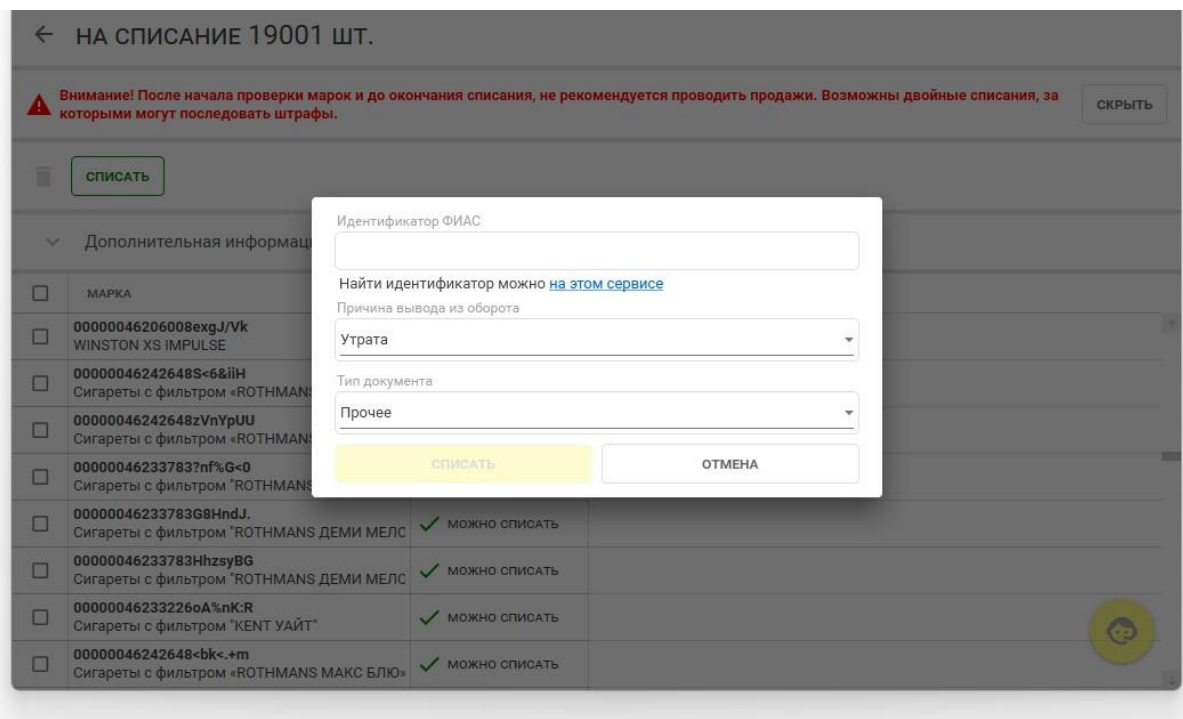 НА СПИСАНИЕ 19001 ШТ.
Внимание! После начала проверки марок и до окончания списания, не рекомендуется проводить продажи. Возможны двойные списания, за
которыми могут последовать штрафы.
СКРЫТЬ
СПИСАТЬ
Дополнительная информаци
Идентификатор ФИАС
Найти идентификатор можно на этом сервисе
Причина вывода из оборота
Утрата
Тип документа
Прочее
СПИСАТЬ
ОТМЕНА
МАРКА
00000046206008exgJ/Vk
WINSTON XS IMPULSE
00000046242648S<6&iiH
Сигареты с фильтром «ROTHMANS
00000046242648zVnYpUU
Сигареты с фильтром «ROTHMANS
00000046233783?nf%G<0
Сигареты с фильтром "ROTHMANS
00000046233783G8HndJ.
Сигареты с фильтром "ROTHMANS ДЕМИ МЕЛО
МОЖНО СПИСАТЬ
00000046233783HhzsyBG
Сигареты с фильтром "ROTHMANS ДЕМИ МЕЛО
МОЖНО СПИСАТЬ
00000046233226oA%nK:R
Сигареты с фильтром "KENT УАЙТ"
МОЖНО СПИСАТЬ
00000046242648<bk<.+m
Сигареты с фильтром «ROTHMANS МАКС БЛЮ»
МОЖНО СПИСАТЬ